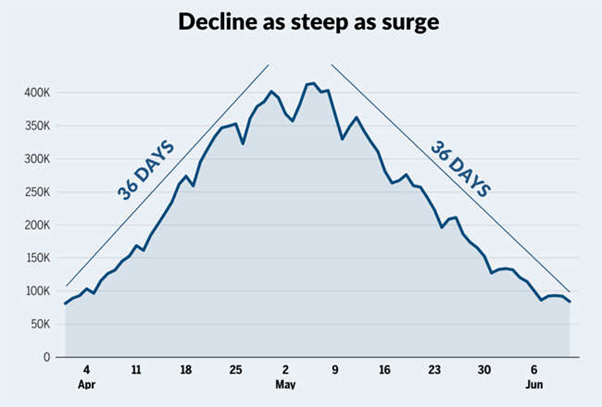 Decline as steep as surge
400K
350K
300K
250K
200K
150K
100K
50K
0
36 DAYS
36 DAYS
4 11 18 25 2 9 16 23 30 6
Apr May Jun